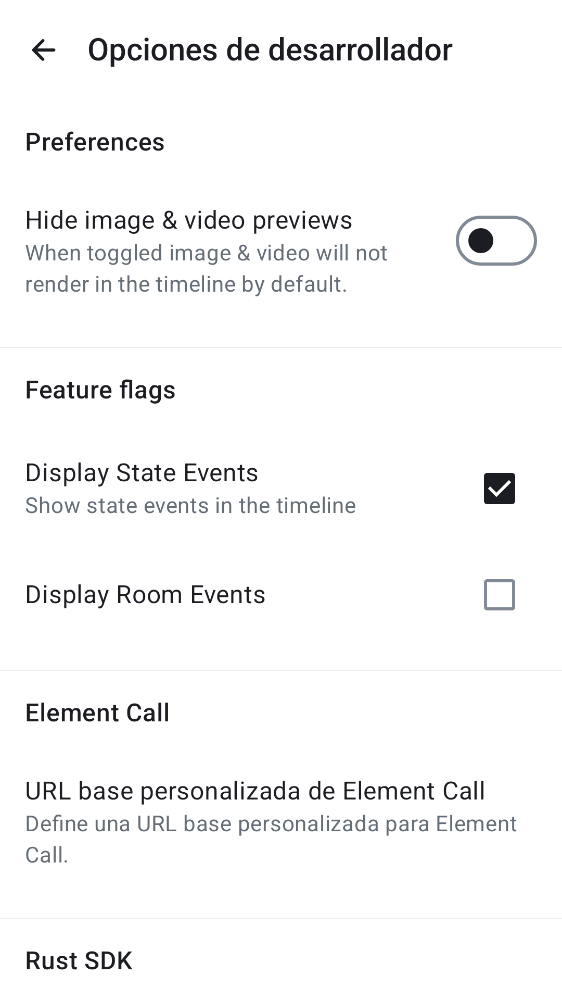 Opciones de desarrollador
Preferences
Hide image & video previews
When toggled image & video will not
render in the timeline by default.
Feature flags
Display State Events
Show state events in the timeline
Display Room Events
Element Call
URL base personalizada de Element Call
Define una URL base personalizada para Element
Call.
Rust SDK